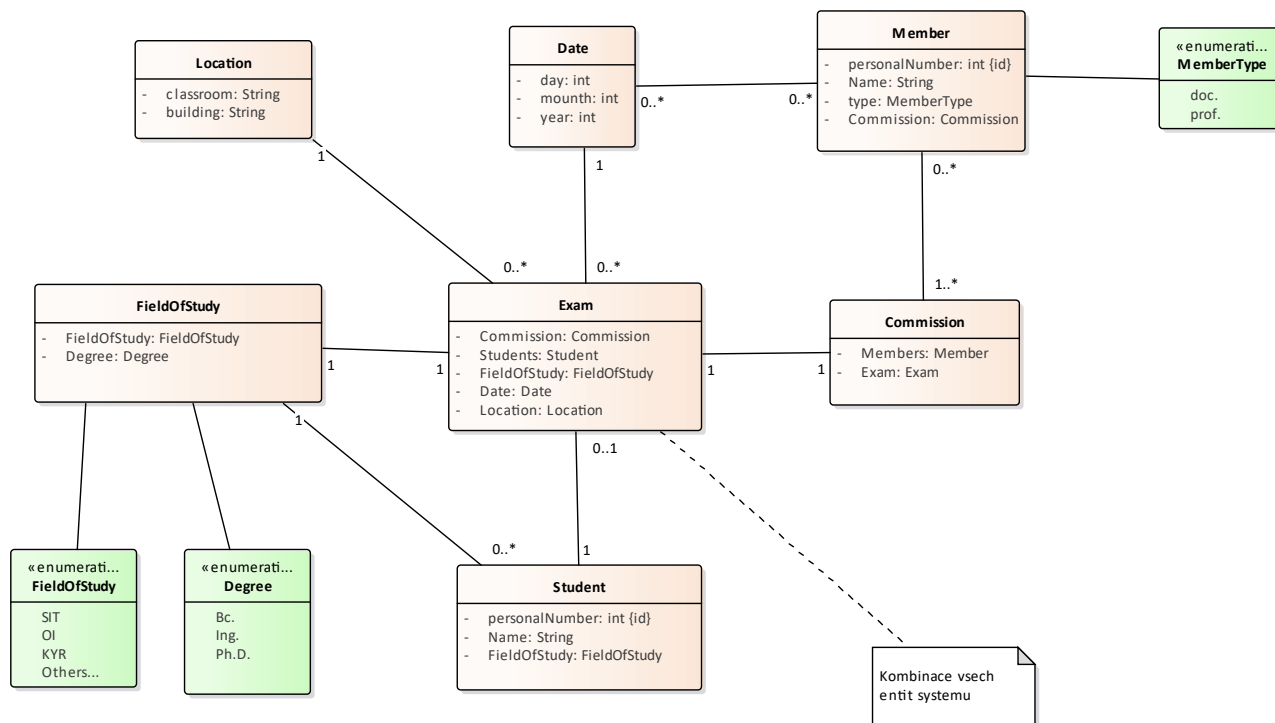 Location
- classroom: String
- building: String
Date
- day: int
- mounth: int
- year: int
Member
- personalNumber: int {id}
- Name: String
- type: MemberType
- Commission: Commission
«enumerati...
MemberType
doc.
prof.
0..*
0..*
1
1
0..*
0..*
0..*
1..*
FieldOfStudy
- FieldOfStudy: FieldOfStudy
- Degree: Degree
Exam
- Commission: Commission
- Students: Student
- FieldOfStudy: FieldOfStudy
- Date: Date
- Location: Location
Commission
- Members: Member
- Exam: Exam
1
1
1
1
1
0..1
0..*
1
«enumerati...
FieldOfStudy
SIT
OI
KYR
Others...
«enumerati...
Degree
Bc.
Ing.
Ph.D.
Student
- personalNumber: int {id}
- Name: String
- FieldOfStudy: FieldOfStudy
Kombinace vsech
entit systemu